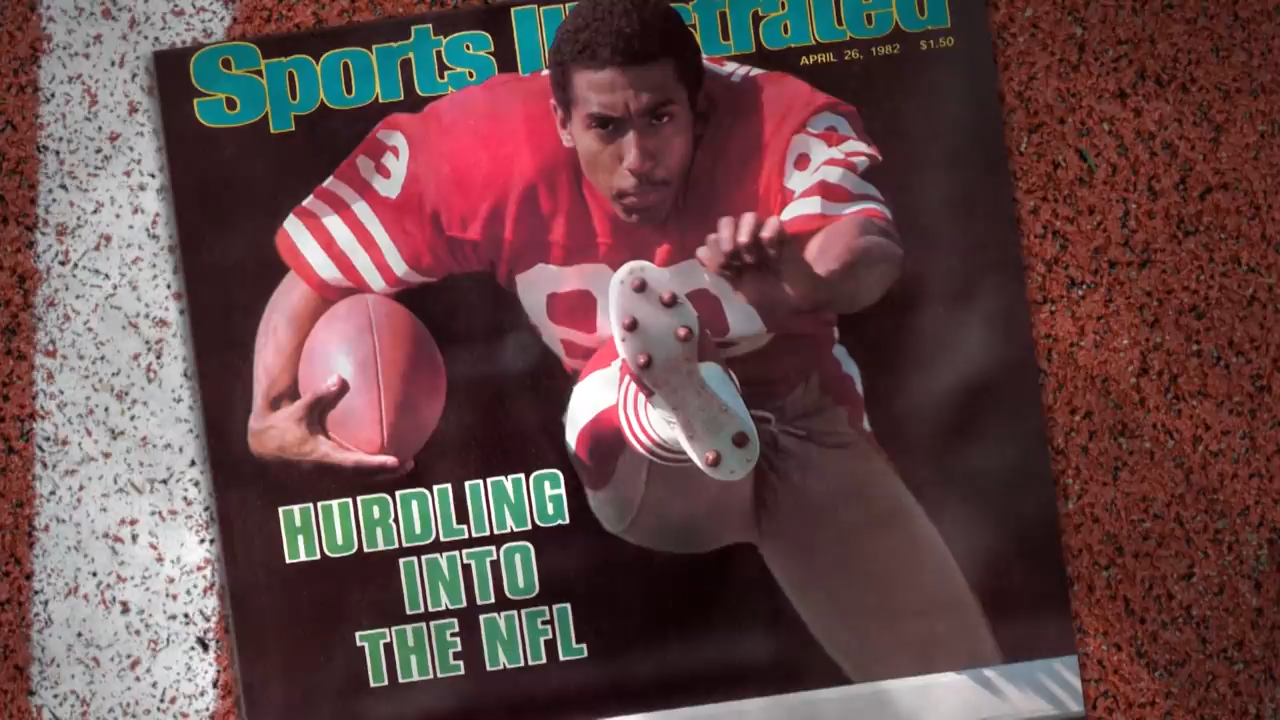 Sports Illustrated
APRIL 26, 1982 $1.50
HURDLING
INTO
THE NFL